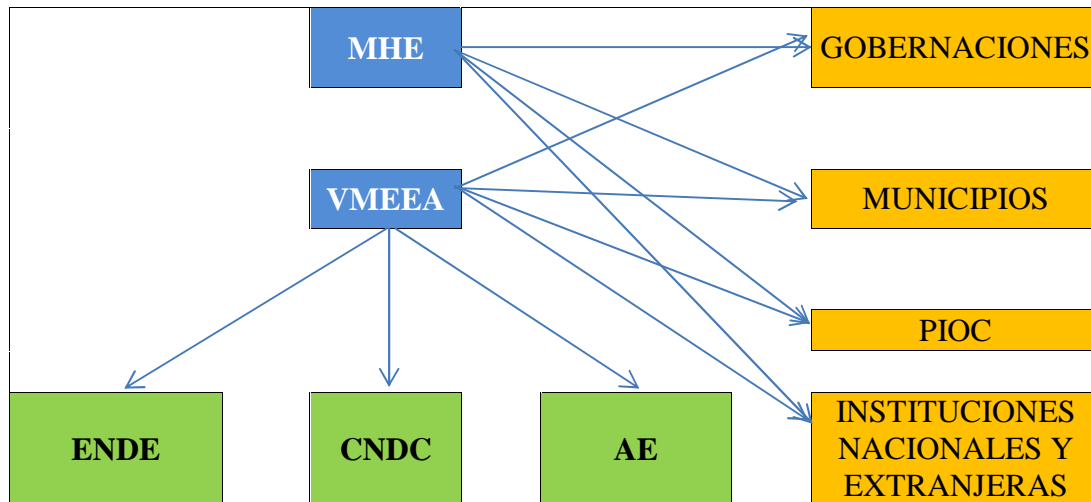 MHE
GOBERNACIONES
VMEEA
MUNICIPIOS
PIOC
ENDE
CNDC
AE
INSTITUCIONES
NACIONALES Y
EXTRANJERAS